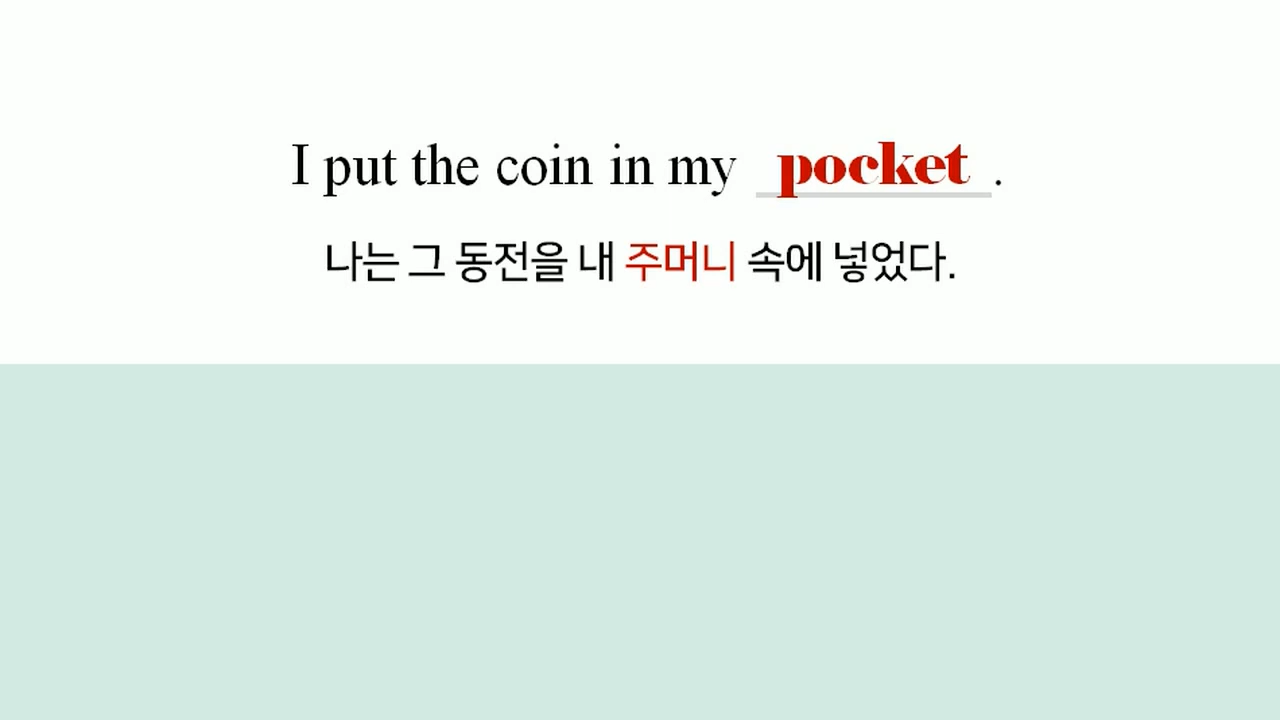 I put the coin in my pocket.
나는 그 동전을 내 주머니 속에 넣었다.